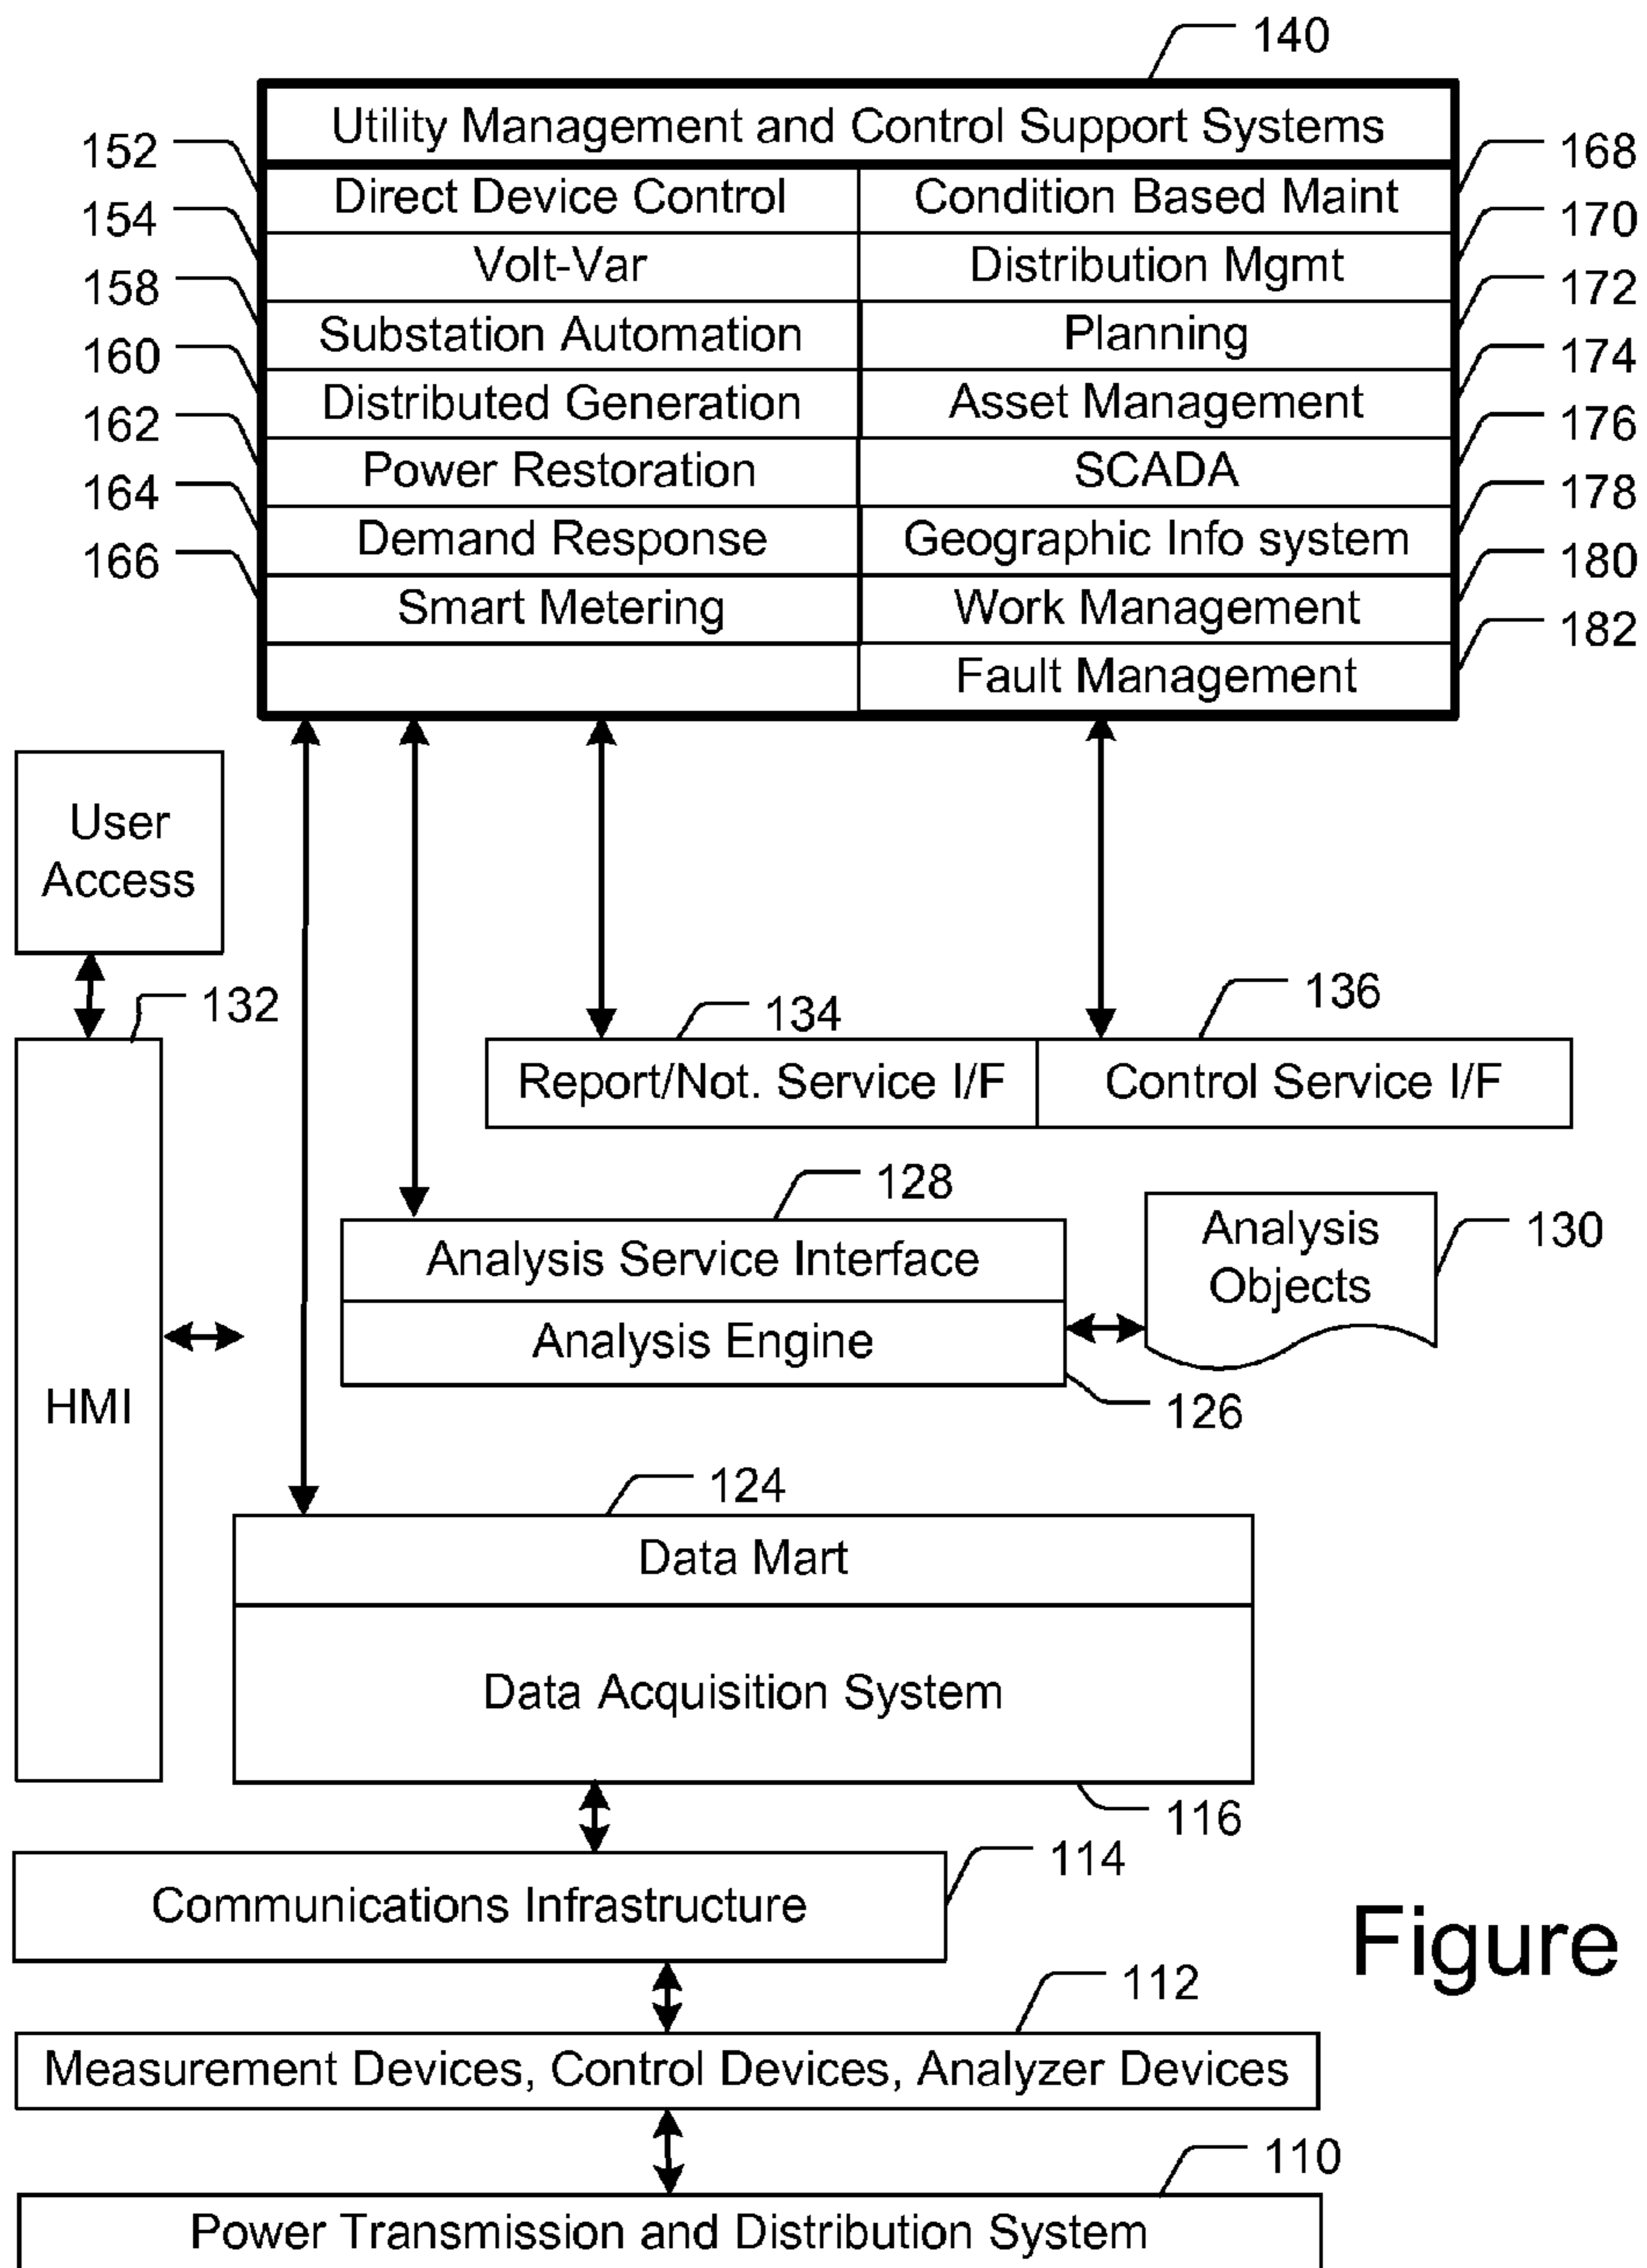 140
Utility Management and Control Support Systems
152
Direct Device Control
Condition Based Maint
168
154
Volt-Var
Distribution Mgmt
170
158
Substation Automation
Planning
172
160
Distributed Generation
Asset Management
174
162
Power Restoration
SCADA
176
164
Demand Response
Geographic Info system
178
166
Smart Metering
Work Management
180
Fault Management
182
User
Access
132
134
136
Report/Not. Service I/F
Control Service I/F
128
Analysis Service Interface
Analysis
Objects
130
Analysis Engine
126
HMI
124
Data Mart
Data Acquisition System
116
114
Communications Infrastructure
Figure
112
Measurement Devices, Control Devices, Analyzer Devices
110
Power Transmission and Distribution System